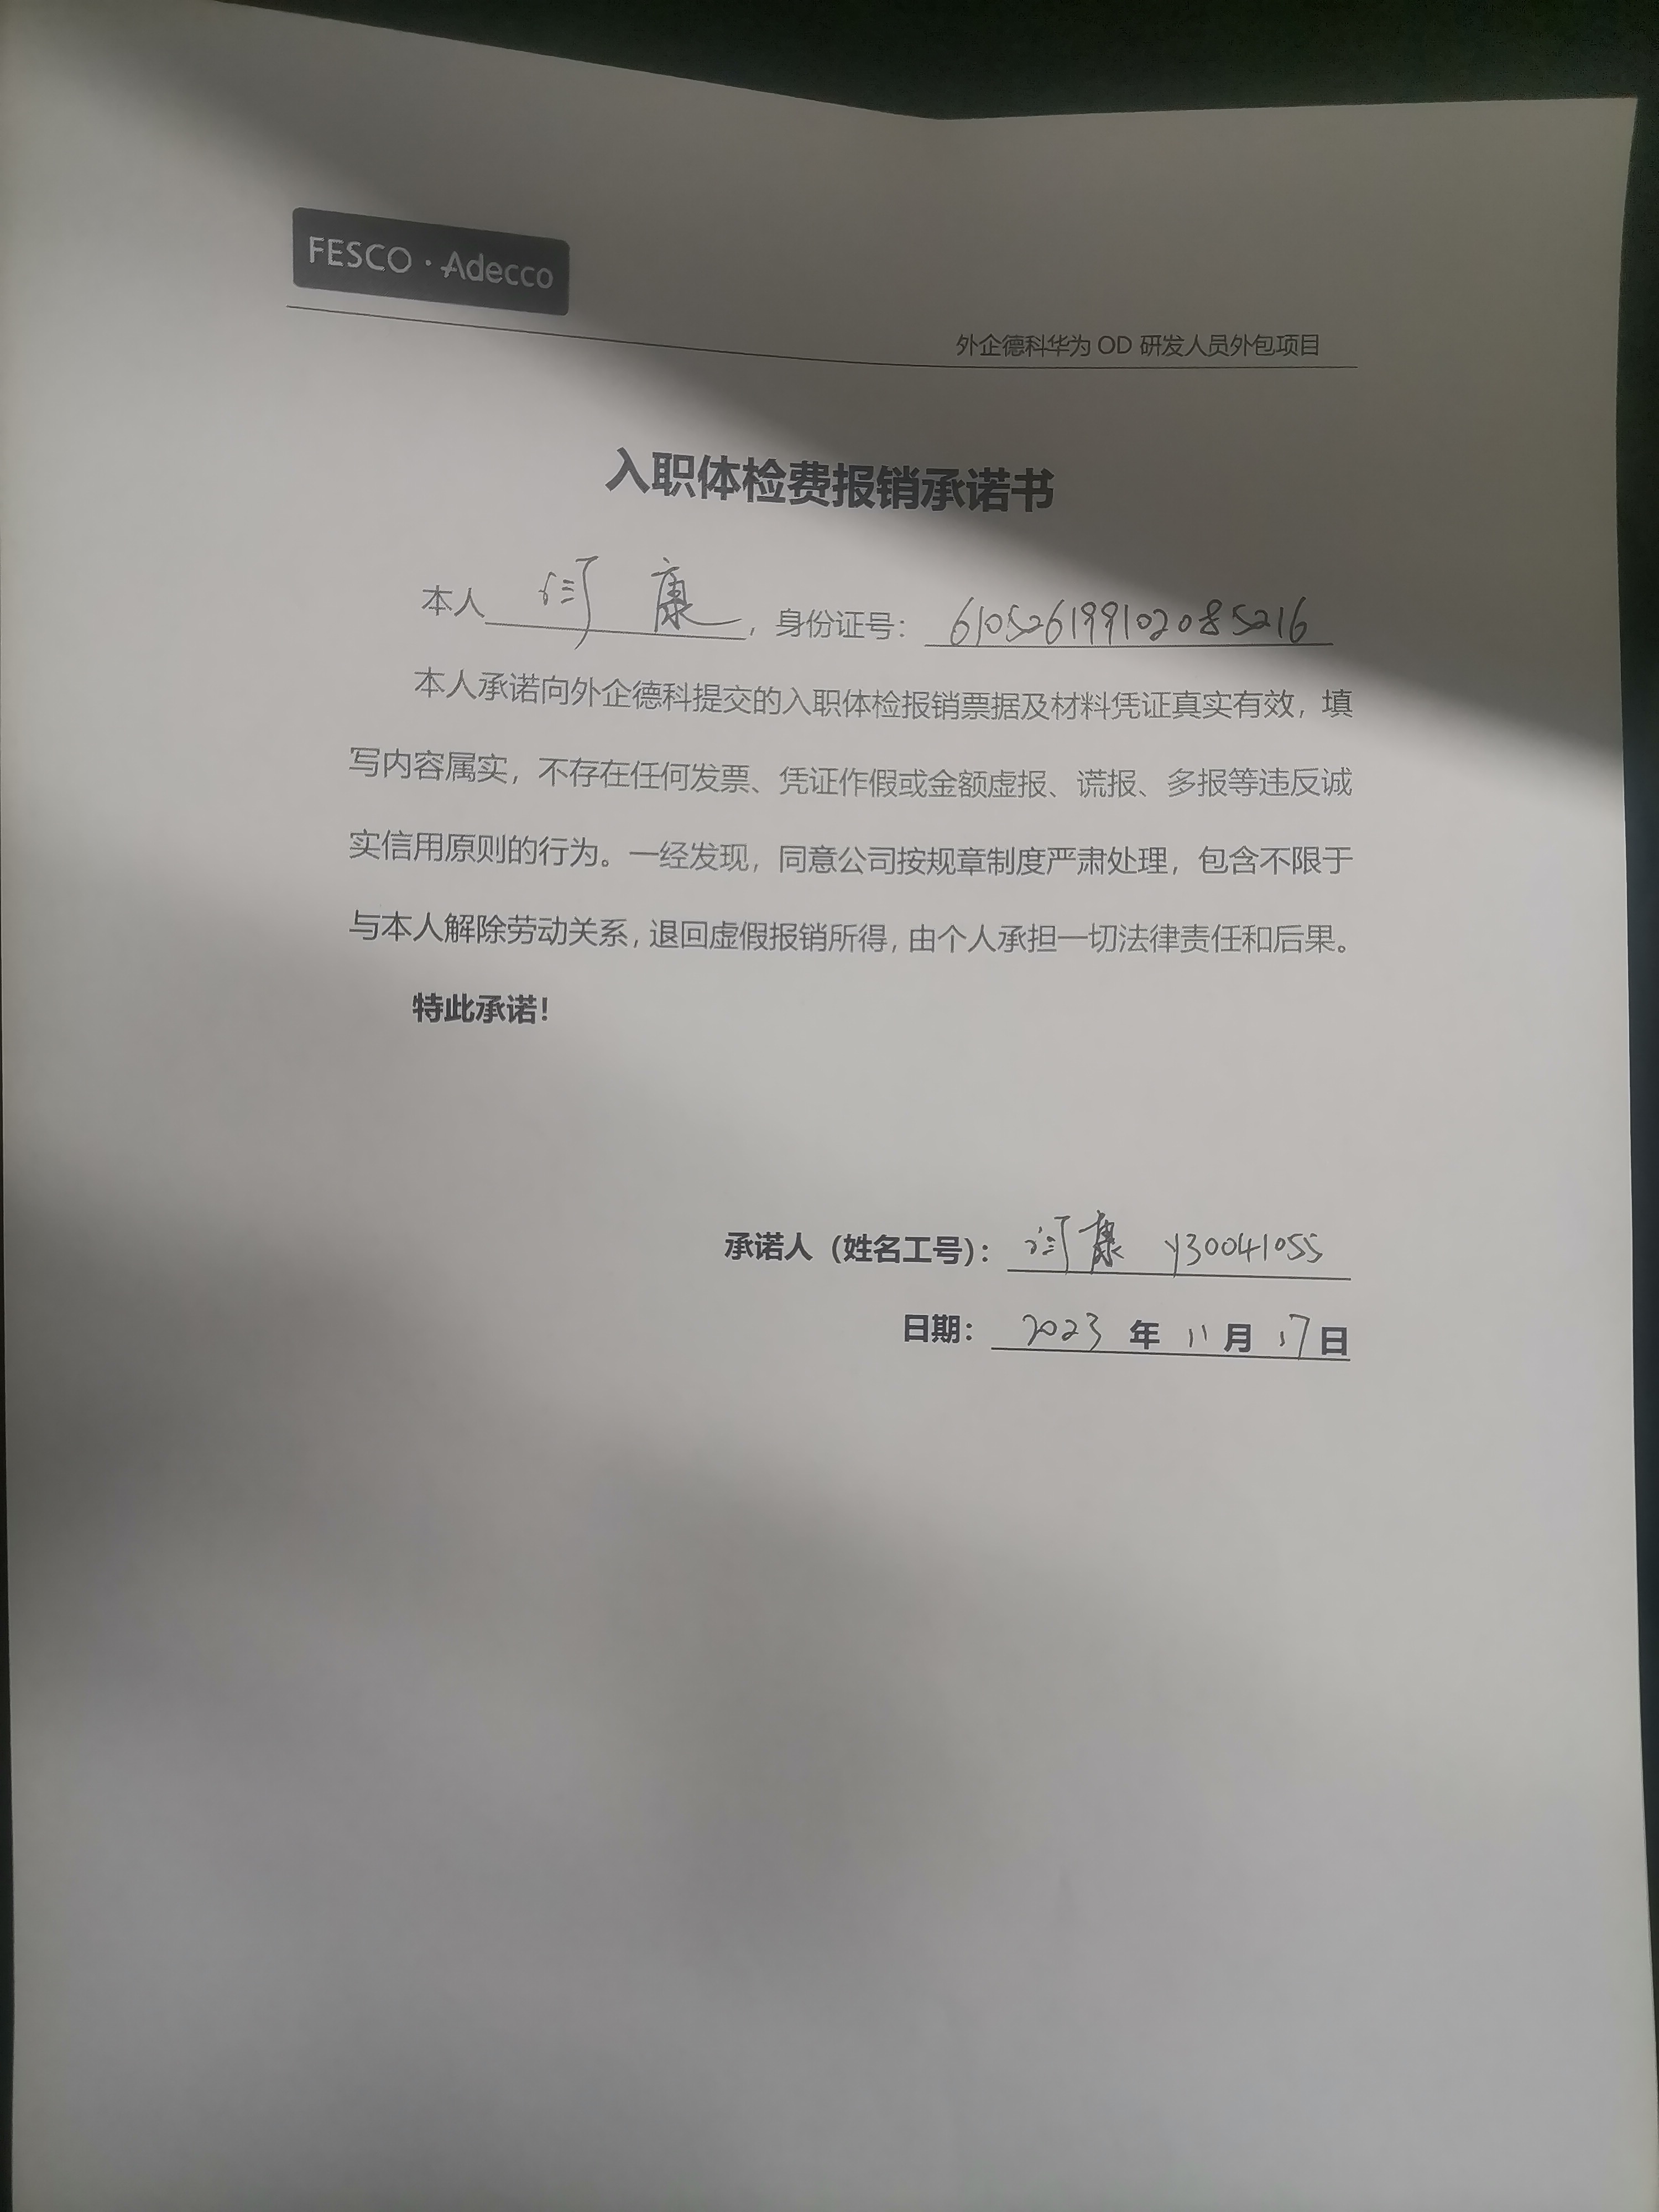 FESCO · Adecco
外企德科华为 OD 研发人员外包项目
入职体检费报销承诺书
本人 闫 康 ，身份证号： 610526199102085216
本人承诺向外企德科提交的入职体检报销票据及材料凭证真实有效，填
写内容属实，不存在任何发票、凭证作假或金额虚报、谎报、多报等违反诚
实信用原则的行为。一经发现，同意公司按规章制度严肃处理，包含不限于
与本人解除劳动关系，退回虚假报销所得，由个人承担一切法律责任和后果。
特此承诺！
承诺人（姓名工号）： 闫康 y30041055
日期： 2023 年 11 月 17 日